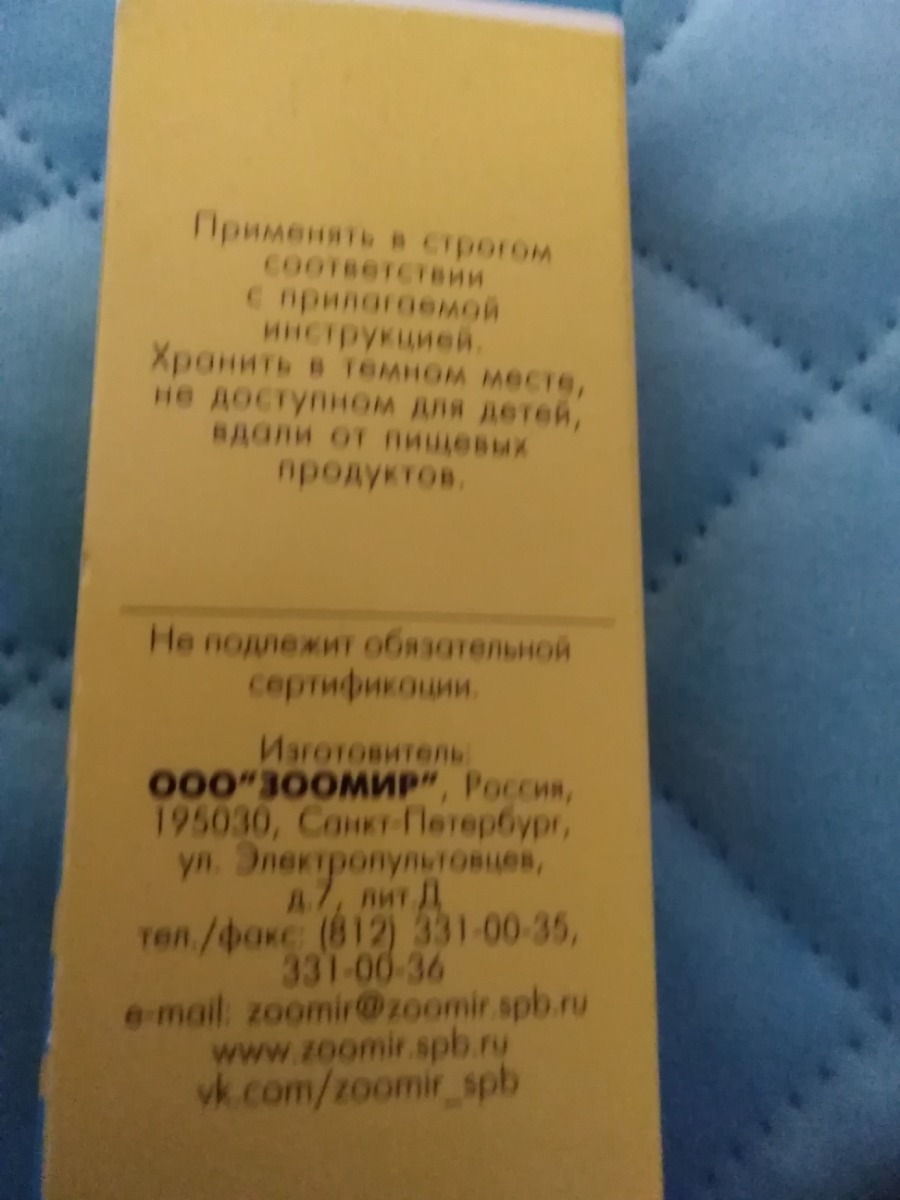 Применять в строгом
соответствии
с прилагаемой
инструкцией.
Хранить в темном месте,
не доступном для детей,
вдали от пищевых
продуктов.
Не подлежит обязательной
сертификации.
Изготовитель:
ООО"ЗООМИР", Россия,
195030, Санкт-Петербург,
ул. Электропультовцев,
д.7, лит.Д
тел./факс: (812) 331-00-35,
331-00-36
e-mail: zoomir@zoomir.spb.ru
www.zoomir.spb.ru
vk.com/zoomir_spb